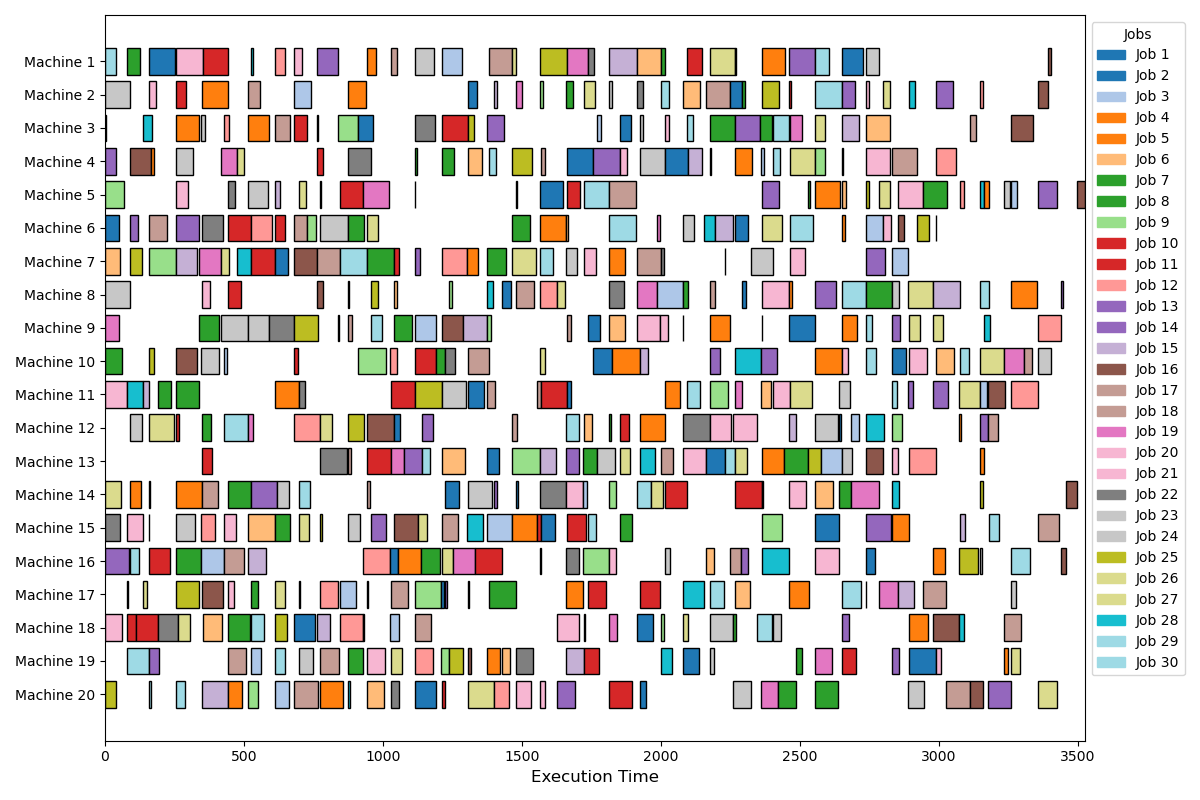 Machine 1
Machine 2
Machine 3
Machine 4
Machine 5
Machine 6
Machine 7
Machine 8
Machine 9
Machine 10
Machine 11
Machine 12
Machine 13
Machine 14
Machine 15
Machine 16
Machine 17
Machine 18
Machine 19
Machine 20
0 500 1000 1500 2000 2500 3000 3500
Execution Time
Jobs
Job 1
Job 2
Job 3
Job 4
Job 5
Job 6
Job 7
Job 8
Job 9
Job 10
Job 11
Job 12
Job 13
Job 14
Job 15
Job 16
Job 17
Job 18
Job 19
Job 20
Job 21
Job 22
Job 23
Job 24
Job 25
Job 26
Job 27
Job 28
Job 29
Job 30